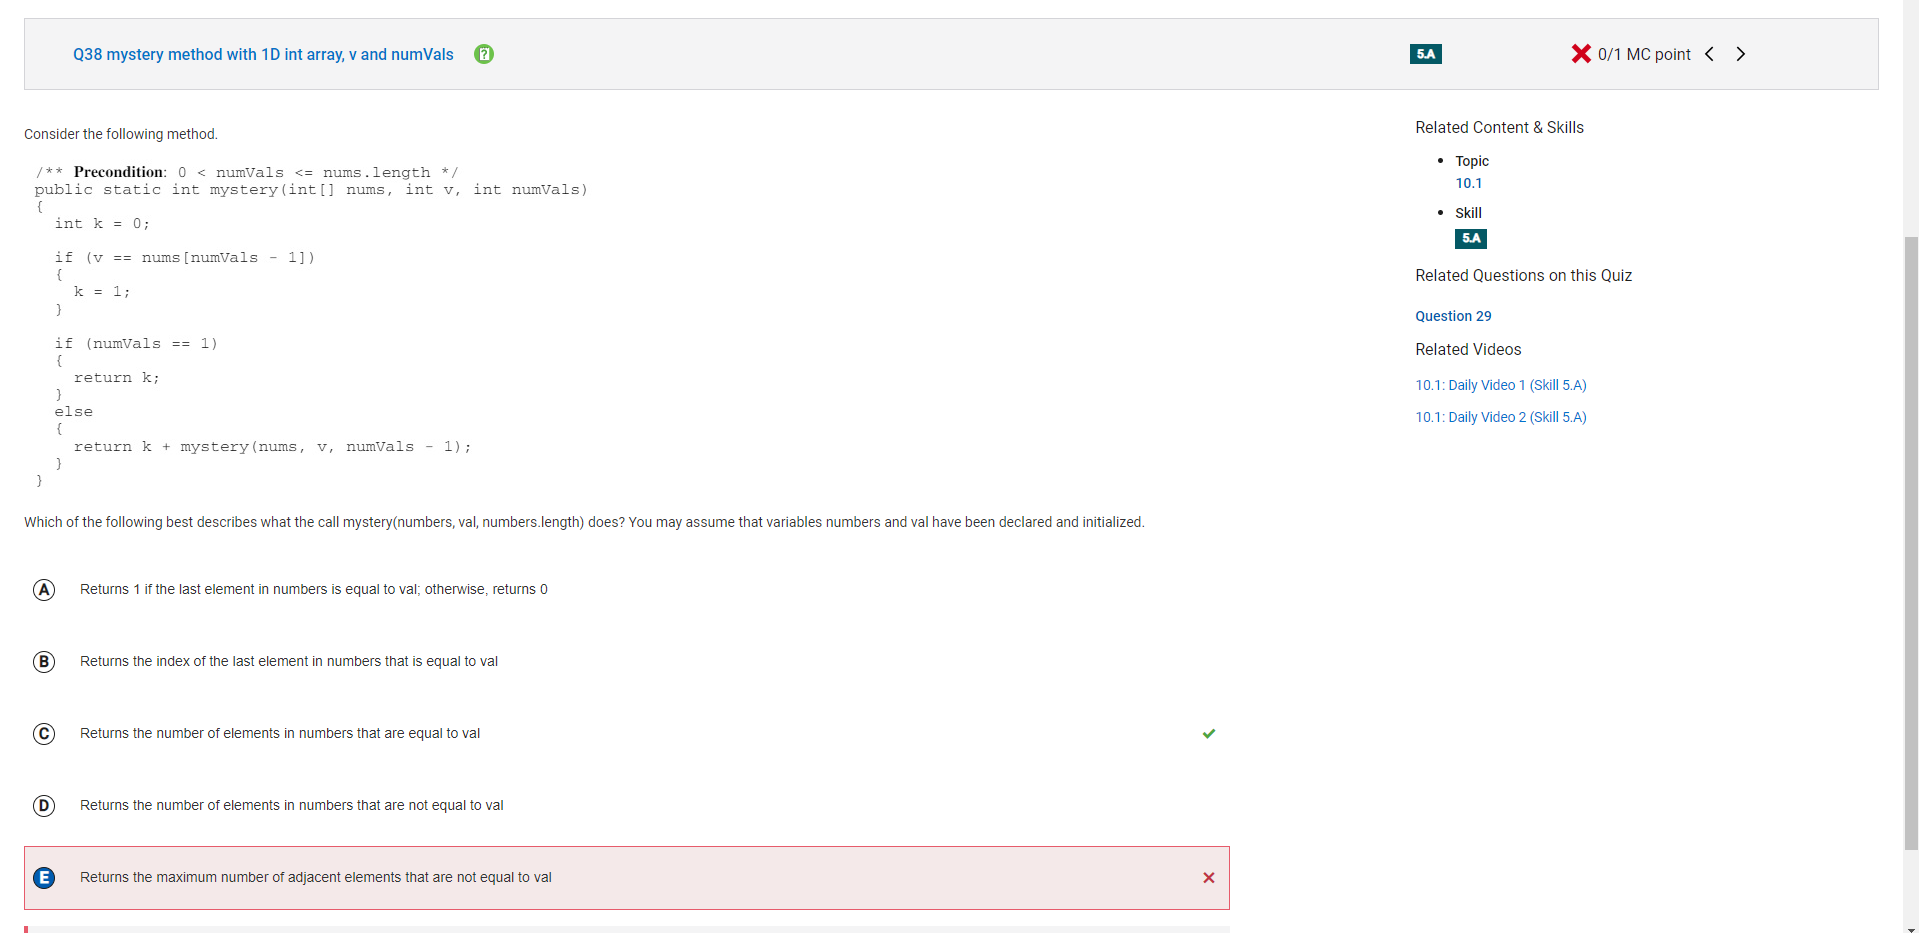 Q38 mystery method with 1D int array, v and numVals
5.A
0/1 MC point
Consider the following method.
/** Precondition: 0 < numVals <= nums.length */
public static int mystery(int[] nums, int v, int numVals)
{
int k = 0;
if (v == nums[numVals - 1])
{
k = 1;
}
if (numVals == 1)
{
return k;
}
else
{
return k + mystery(nums, v, numVals - 1);
}
}
Which of the following best describes what the call mystery(numbers, val, numbers.length) does? You may assume that variables numbers and val have been declared and initialized.
A Returns 1 if the last element in numbers is equal to val; otherwise, returns 0
B Returns the index of the last element in numbers that is equal to val
C Returns the number of elements in numbers that are equal to val
D Returns the number of elements in numbers that are not equal to val
E Returns the maximum number of adjacent elements that are not equal to val
Related Content & Skills
Topic
10.1
Skill
5.A
Related Questions on this Quiz
Question 29
Related Videos
10.1: Daily Video 1 (Skill 5.A)
10.1: Daily Video 2 (Skill 5.A)